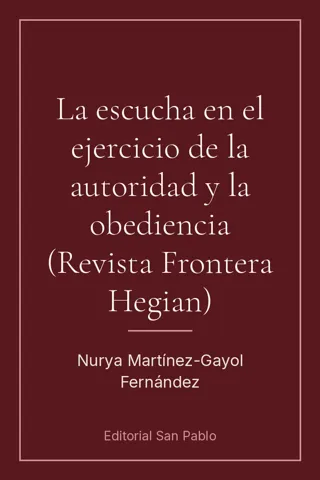 La escucha en el
ejercicio de la
autoridad y la
obediencia
(Revista Frontera
Hegian)
Nurya Martínez-Gayol
Fernández
Editorial San Pablo